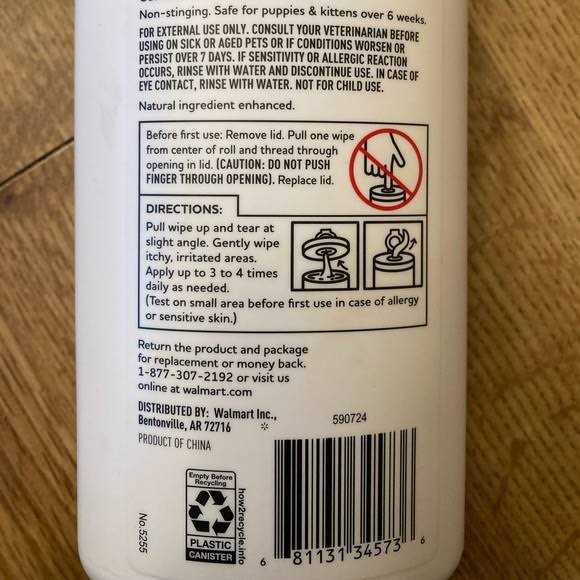 Non-stinging. Safe for puppies & kittens over 6 weeks.
FOR EXTERNAL USE ONLY. CONSULT YOUR VETERINARIAN BEFORE
USING ON SICK OR AGED PETS OR IF CONDITIONS WORSEN OR
PERSIST OVER 7 DAYS. IF SENSITIVITY OR ALLERGIC REACTION
OCCURS, RINSE WITH WATER AND DISCONTINUE USE. IN CASE OF
EYE CONTACT, RINSE WITH WATER. NOT FOR CHILD USE.
Natural ingredient enhanced.
Before first use: Remove lid. Pull one wipe
from center of roll and thread through
opening in lid. (CAUTION: DO NOT PUSH
FINGER THROUGH OPENING). Replace lid.
DIRECTIONS:
Pull wipe up and tear at
slight angle. Gently wipe
itchy, irritated areas.
Apply up to 3 to 4 times
daily as needed.
(Test on small area before first use in case of allergy
or sensitive skin.)
Return the product and package
for replacement or money back.
1-877-307-2192 or visit us
online at walmart.com
DISTRIBUTED BY: Walmart Inc.,
Bentonville, AR 72716
PRODUCT OF CHINA
590724
No.5255
Empty Before
Recycling
PLASTIC
CANISTER
how2recycle.info
6 81131 34573 6